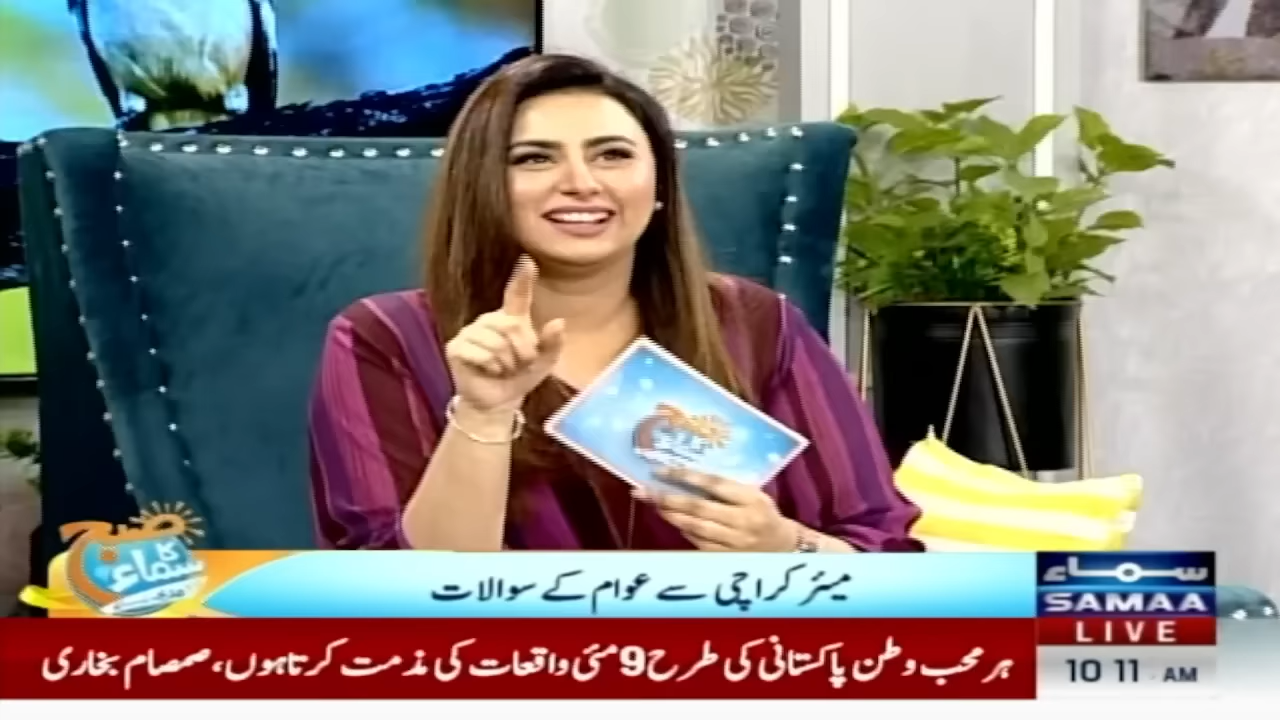 صبح
کا
سماء
میئر کراچی سے عوام کے سوالات
سماء
SAMAA
LIVE
10 11 AM
ہر محب وطن پاکستانی کی طرح 9 مئی واقعات کی مذمت کرتا ہوں، صمصام بخاری